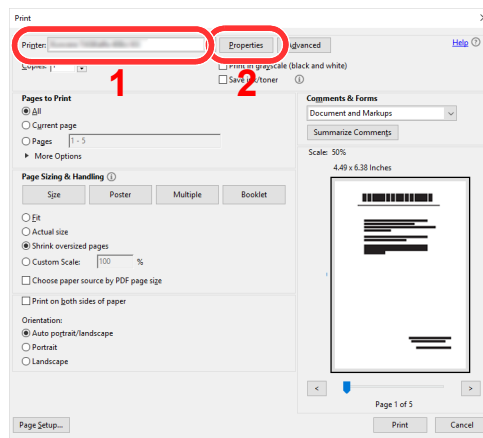 Print
Printer:
Properties
Advanced
Help
Copies: 1
Print in grayscale (black and white)
Save ink/toner
1
2
Pages to Print
All
Current page
Pages 1 - 5
More Options
Page Sizing & Handling
Size
Poster
Multiple
Booklet
Fit
Actual size
Shrink oversized pages
Custom Scale: 100 %
Choose paper source by PDF page size
Print on both sides of paper
Orientation:
Auto portrait/landscape
Portrait
Landscape
Comments & Forms
Document and Markups
Summarize Comments
Scale: 50%
4.49 x 6.38 Inches
<
>
Page 1 of 5
Page Setup...
Print
Cancel